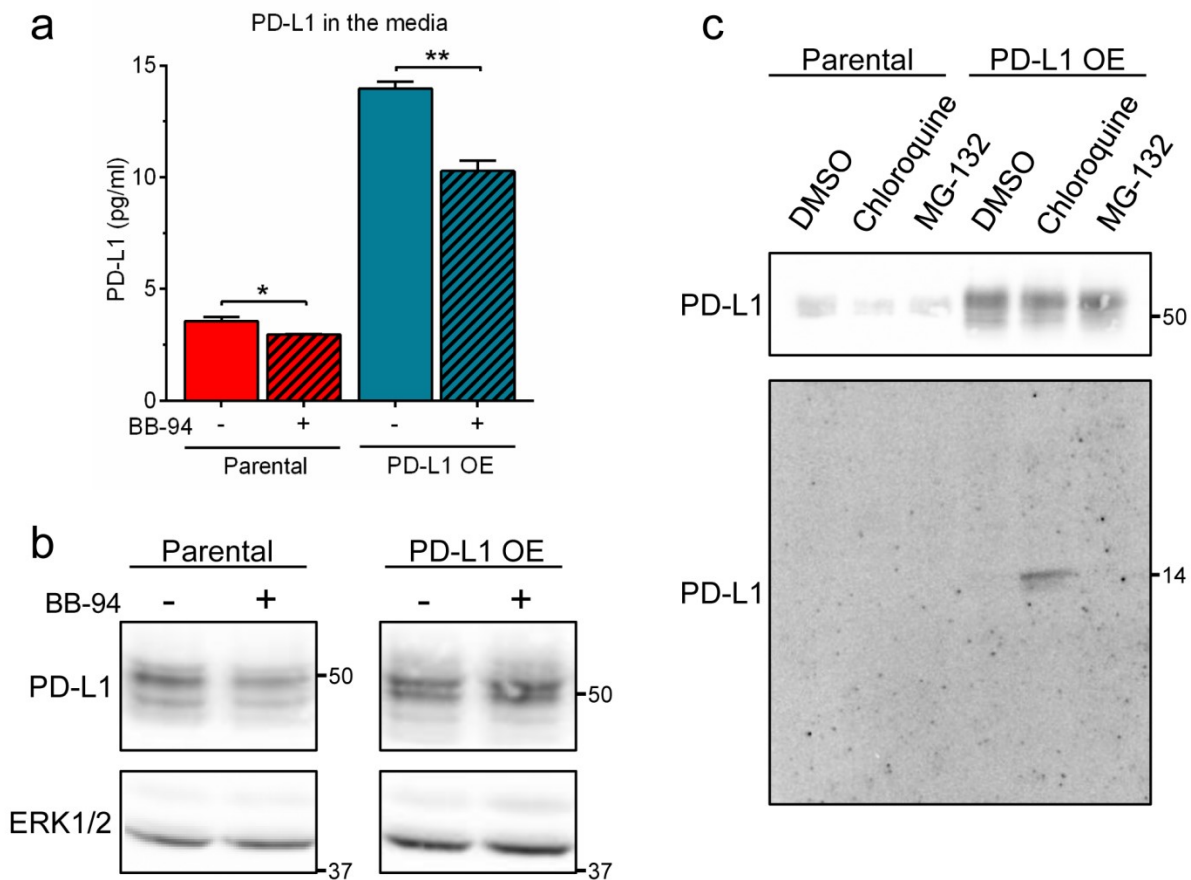 a
PD-L1 in the media
PD-L1 (pg/ml)
15
**
10
5
*
0
BB-94 - + - +
Parental PD-L1 OE
b
Parental PD-L1 OE
BB-94 - + - +
PD-L1 50 50
ERK1/2
37 37
c
Parental PD-L1 OE
DMSO Chloroquine MG-132 DMSO Chloroquine MG-132
PD-L1 50
PD-L1 14